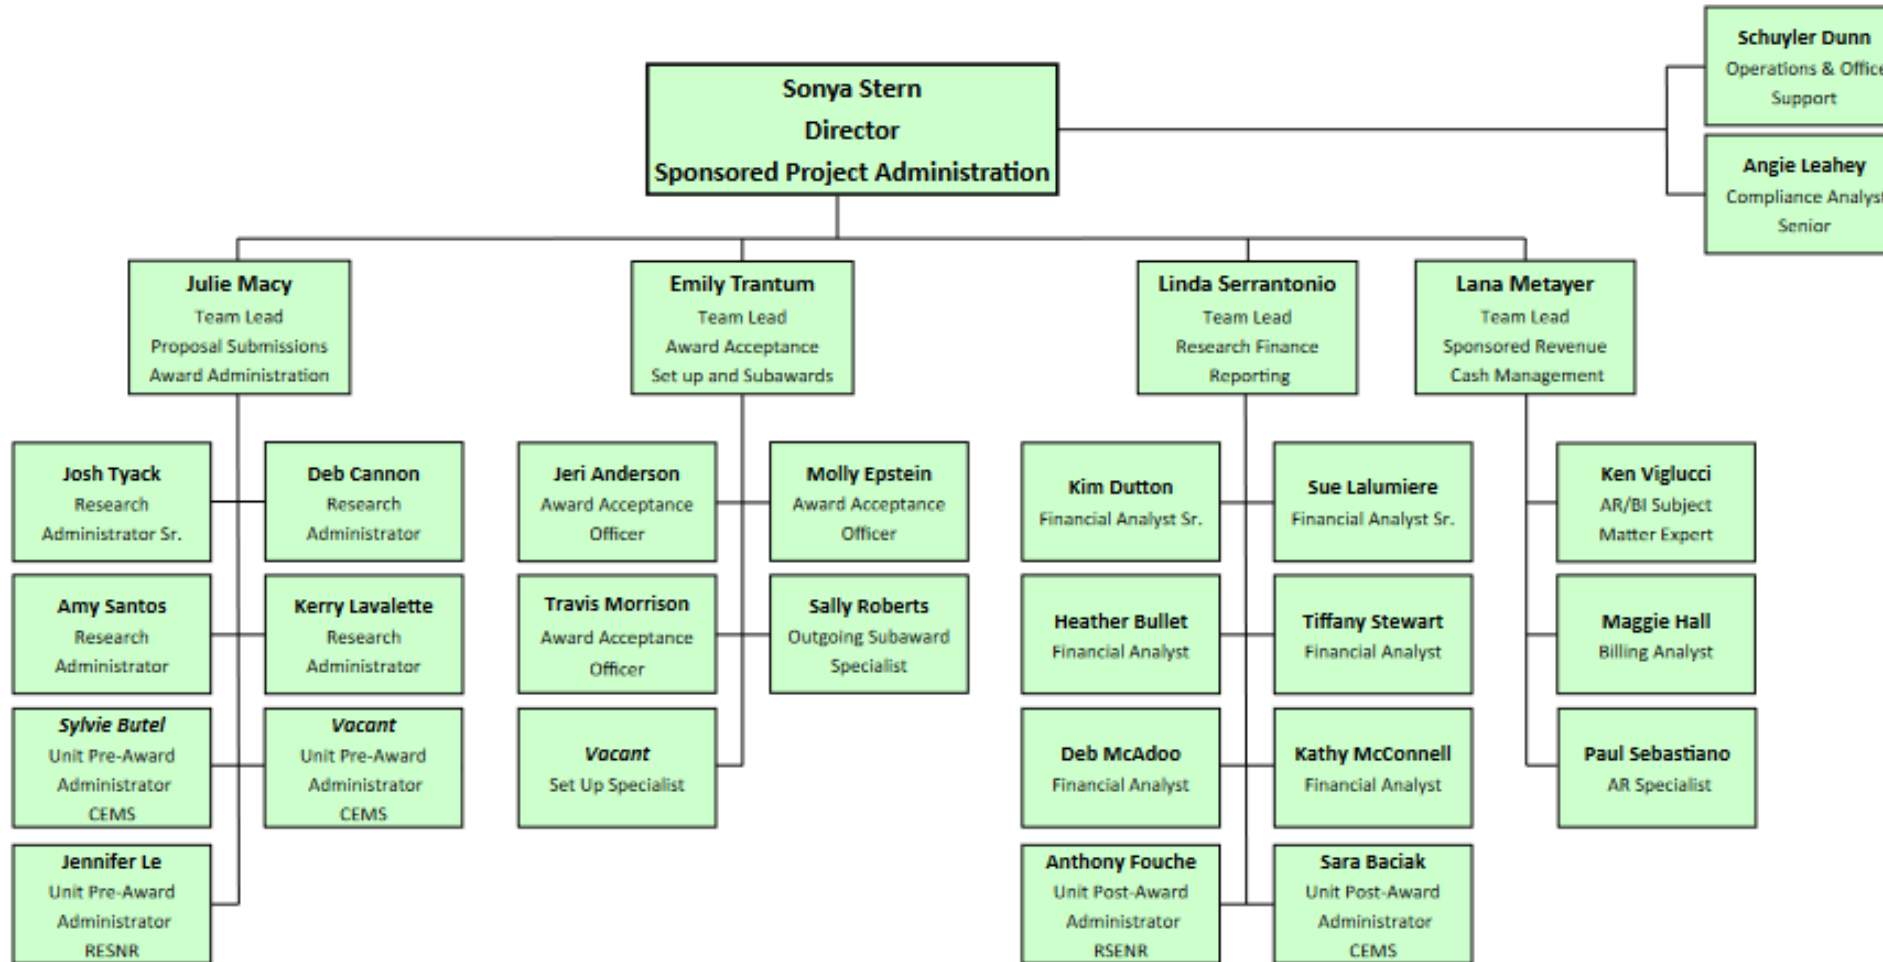 Schuyler Dunn
Operations & Office
Support
Sonya Stern
Director
Sponsored Project Administration
Angie Leahey
Compliance Analyst
Senior
Julie Macy
Team Lead
Proposal Submissions
Award Administration
Emily Trantum
Team Lead
Award Acceptance
Set up and Subawards
Linda Serrantonio
Team Lead
Research Finance
Reporting
Lana Metayer
Team Lead
Sponsored Revenue
Cash Management
Josh Tyack
Research
Administrator Sr.
Deb Cannon
Research
Administrator
Jeri Anderson
Award Acceptance
Officer
Molly Epstein
Award Acceptance
Officer
Kim Dutton
Financial Analyst Sr.
Sue Lalumiere
Financial Analyst Sr.
Ken Viglucci
AR/BI Subject
Matter Expert
Amy Santos
Research
Administrator
Kerry Lavalette
Research
Administrator
Travis Morrison
Award Acceptance
Officer
Sally Roberts
Outgoing Subaward
Specialist
Heather Bullet
Financial Analyst
Tiffany Stewart
Financial Analyst
Maggie Hall
Billing Analyst
Sylvie Butel
Unit Pre-Award
Administrator
CEMS
Vacant
Unit Pre-Award
Administrator
CEMS
Vacant
Set Up Specialist
Deb McAdoo
Financial Analyst
Kathy McConnell
Financial Analyst
Paul Sebastiano
AR Specialist
Jennifer Le
Unit Pre-Award
Administrator
RESNR
Anthony Fouche
Unit Post-Award
Administrator
RSENR
Sara Baciak
Unit Post-Award
Administrator
CEMS